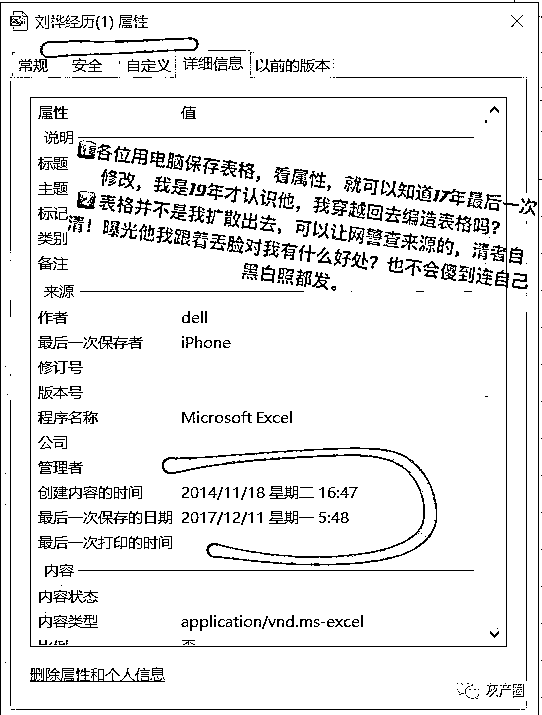 刘铧经历(1) 属性
常规 安全 自定义 详细信息 以前的版本
属性 值
说明
标题
主题
标记
类别
备注
1 各位用电脑保存表格，看属性，就可以知道17年最后一次
修改，我是19年才认识他，我穿越回去编造表格吗？
2 表格并不是我扩散出去，可以让网警查来源的，清者自
清！曝光他我跟着丢脸对我有什么好处？也不会傻到连自己
黑白照都发。
来源
作者 dell
最后一次保存者 iPhone
修订号
版本号
程序名称 Microsoft Excel
公司
管理者
创建内容的时间 2014/11/18 星期二 16:47
最后一次保存的日期 2017/12/11 星期一 5:48
最后一次打印的时间
内容
内容状态
内容类型 application/vnd.ms-excel
删除属性和个人信息
灰产圈